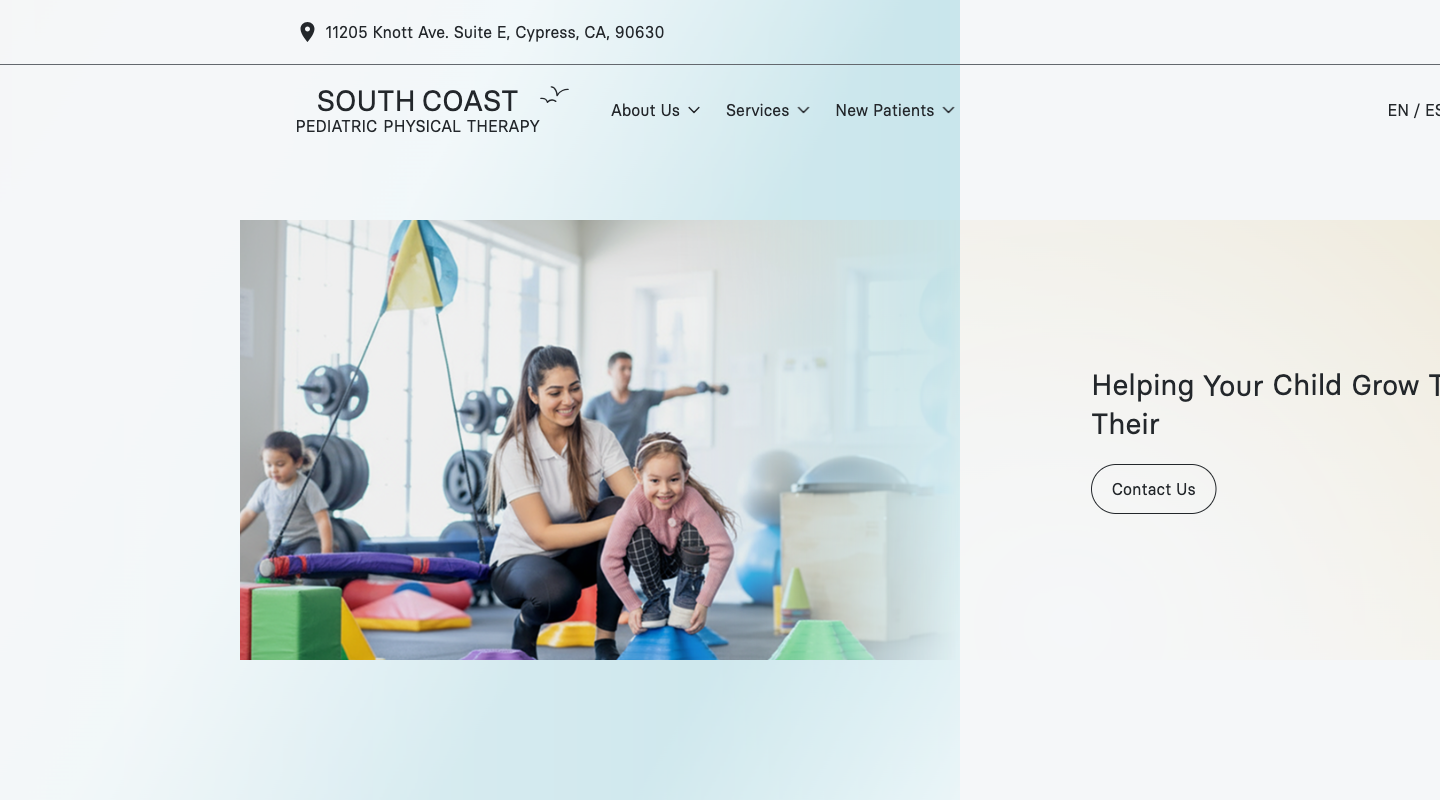 11205 Knott Ave. Suite E, Cypress, CA, 90630
SOUTH COAST
PEDIATRIC PHYSICAL THERAPY
About Us
Services
New Patients
EN / ES
Helping Your Child Grow
Their
Contact Us